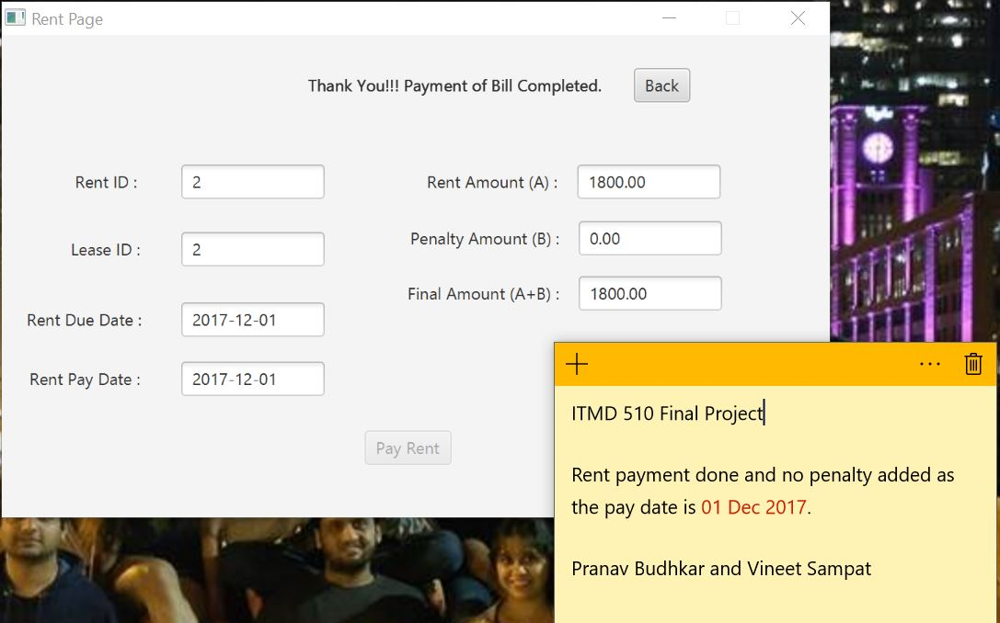 Rent Page
Thank You!!! Payment of Bill Completed.
Back
Rent ID :
2
Rent Amount (A) :
1800.00
Lease ID :
2
Penalty Amount (B) :
0.00
Final Amount (A+B) :
1800.00
Rent Due Date :
2017-12-01
Rent Pay Date :
2017-12-01
Pay Rent
ITMD 510 Final Project
Rent payment done and no penalty added as
the pay date is 01 Dec 2017.
Pranav Budhkar and Vineet Sampat